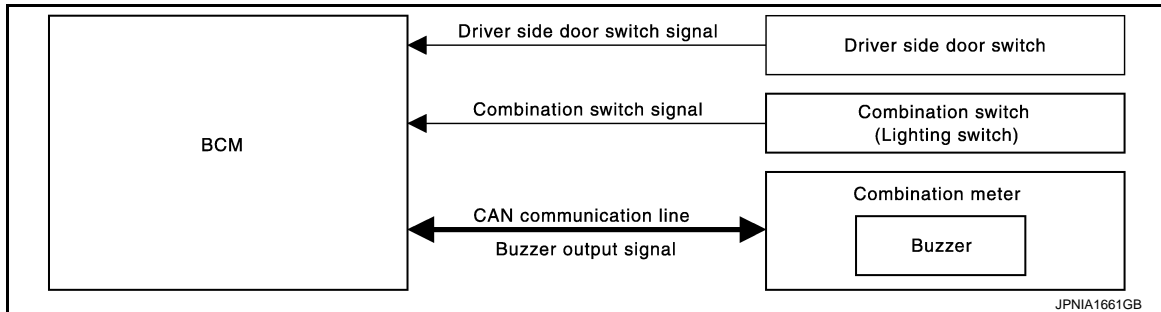 Driver side door switch signal
Driver side door switch
Combination switch signal
Combination switch
(Lighting switch)
BCM
Combination meter
CAN communication line
Buzzer output signal
Buzzer
JPNIA1661GB